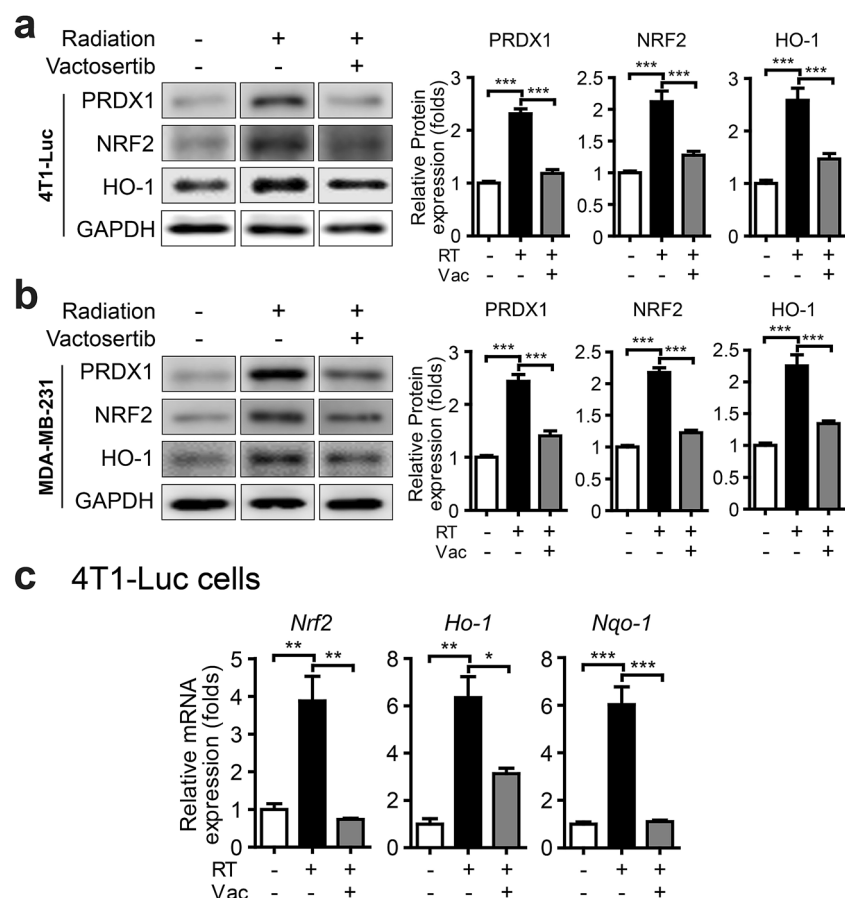 a
Radiation - + +
Vactosertib - - +
4T1-Luc
PRDX1
NRF2
HO-1
GAPDH
PRDX1
Relative Protein
expression (folds)
3
2
1
0
*** ***
RT - + +
Vac - - +
NRF2
2.5
2
1.5
1
0.5
0
*** ***
- + +
- - +
HO-1
3
2
1
0
*** ***
- + +
- - +
b
Radiation - + +
Vactosertib - - +
MDA-MB-231
PRDX1
NRF2
HO-1
GAPDH
PRDX1
Relative Protein
expression (folds)
3
2
1
0
*** ***
RT - + +
Vac - - +
NRF2
2.5
2
1.5
1
0.5
0
*** ***
- + +
- - +
HO-1
2.5
2
1.5
1
0.5
0
*** ***
- + +
- - +
c 4T1-Luc cells
Nrf2
Relative mRNA
expression (folds)
5
4
3
2
1
0
** **
RT - + +
Vac - - +
Ho-1
8
6
4
2
0
** *
- + +
- - +
Nqo-1
8
6
4
2
0
*** ***
- + +
- - +